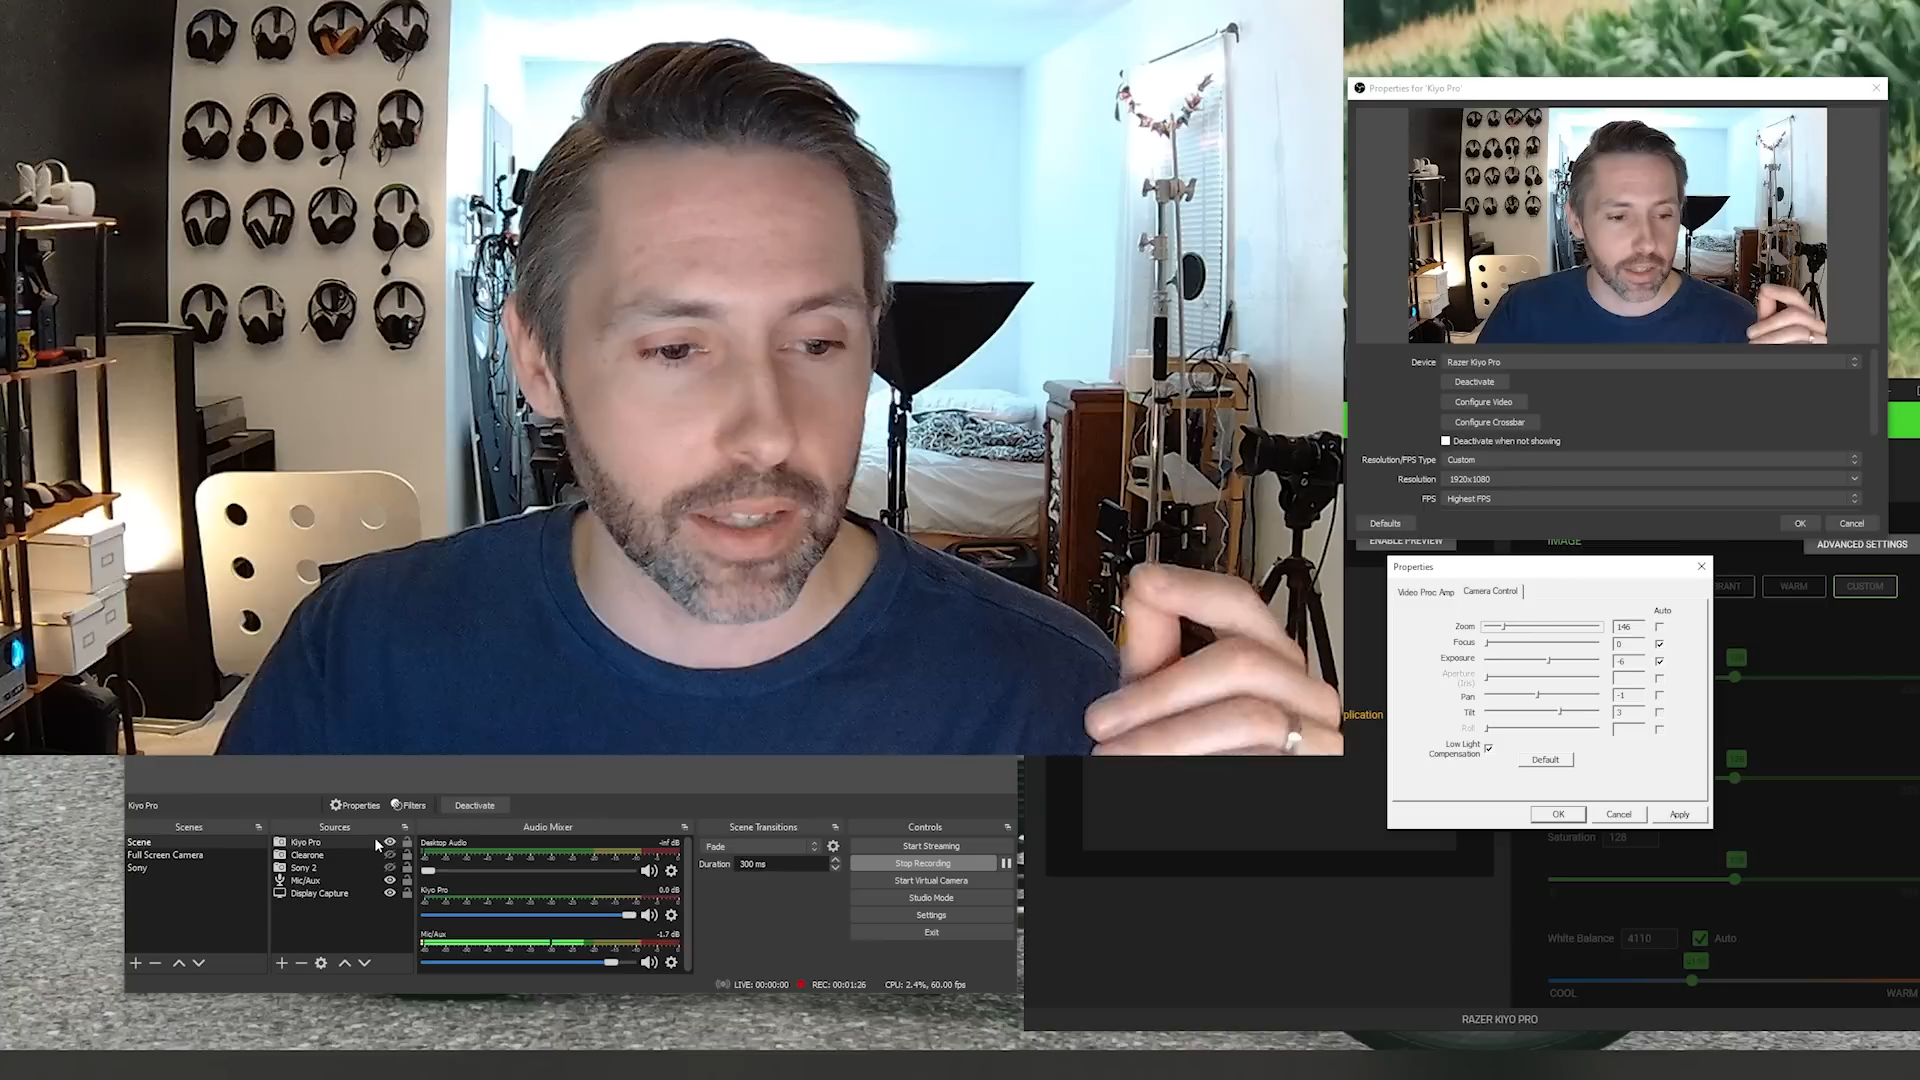 Properties for 'Kiyo Pro'
Device Razer Kiyo Pro
Deactivate
Configure Video
Configure Crossbar
Deactivate when not showing
Resolution/FPS Type Custom
Resolution 1920x1080
FPS Highest FPS
Defaults OK Cancel
ENABLE PREVIEW
IMAGE
ADVANCED SETTINGS
WARM CUSTOM
Properties
Video Proc Amp Camera Control
Auto
Zoom 146
Focus 0
Exposure -6
Aperture
(Iris)
Pan -1
Tilt 3
Roll
Low Light
Compensation
Default
OK Cancel Apply
Saturation 128
White Balance 4110 Auto
COOL WARM
RAZER KIYO PRO
Kiyo Pro Properties Filters Deactivate
Scenes
Scene
Full Screen Camera
Sony
Sources
Kiyo Pro
Clearone
Sony 2
Mic/Aux
Display Capture
Audio Mixer
Desktop Audio -inf dB
Kiyo Pro 0.0 dB
Mic/Aux -1.7 dB
Scene Transitions
Fade
Duration 300 ms
Controls
Start Streaming
Stop Recording
Start Virtual Camera
Studio Mode
Settings
Exit
LIVE: 00:00:00 REC: 00:01:26 CPU: 2.4%, 60.00 fps